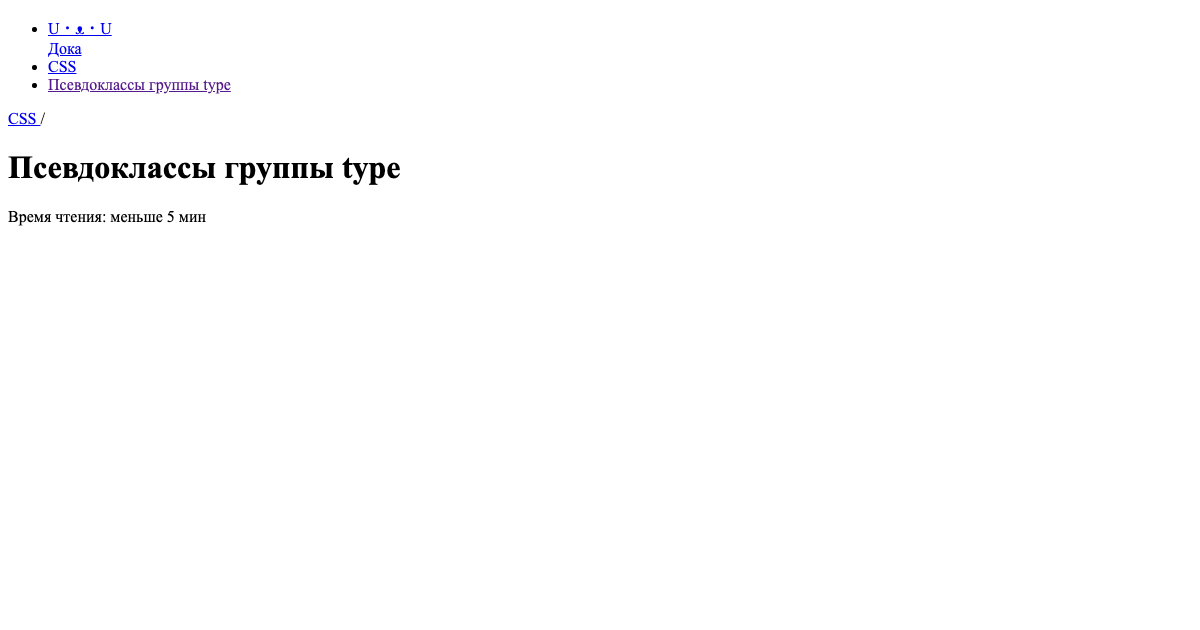 U・ᴥ・U
Дока
CSS
Псевдоклассы группы type
CSS /
Псевдоклассы группы type
Время чтения: меньше 5 мин